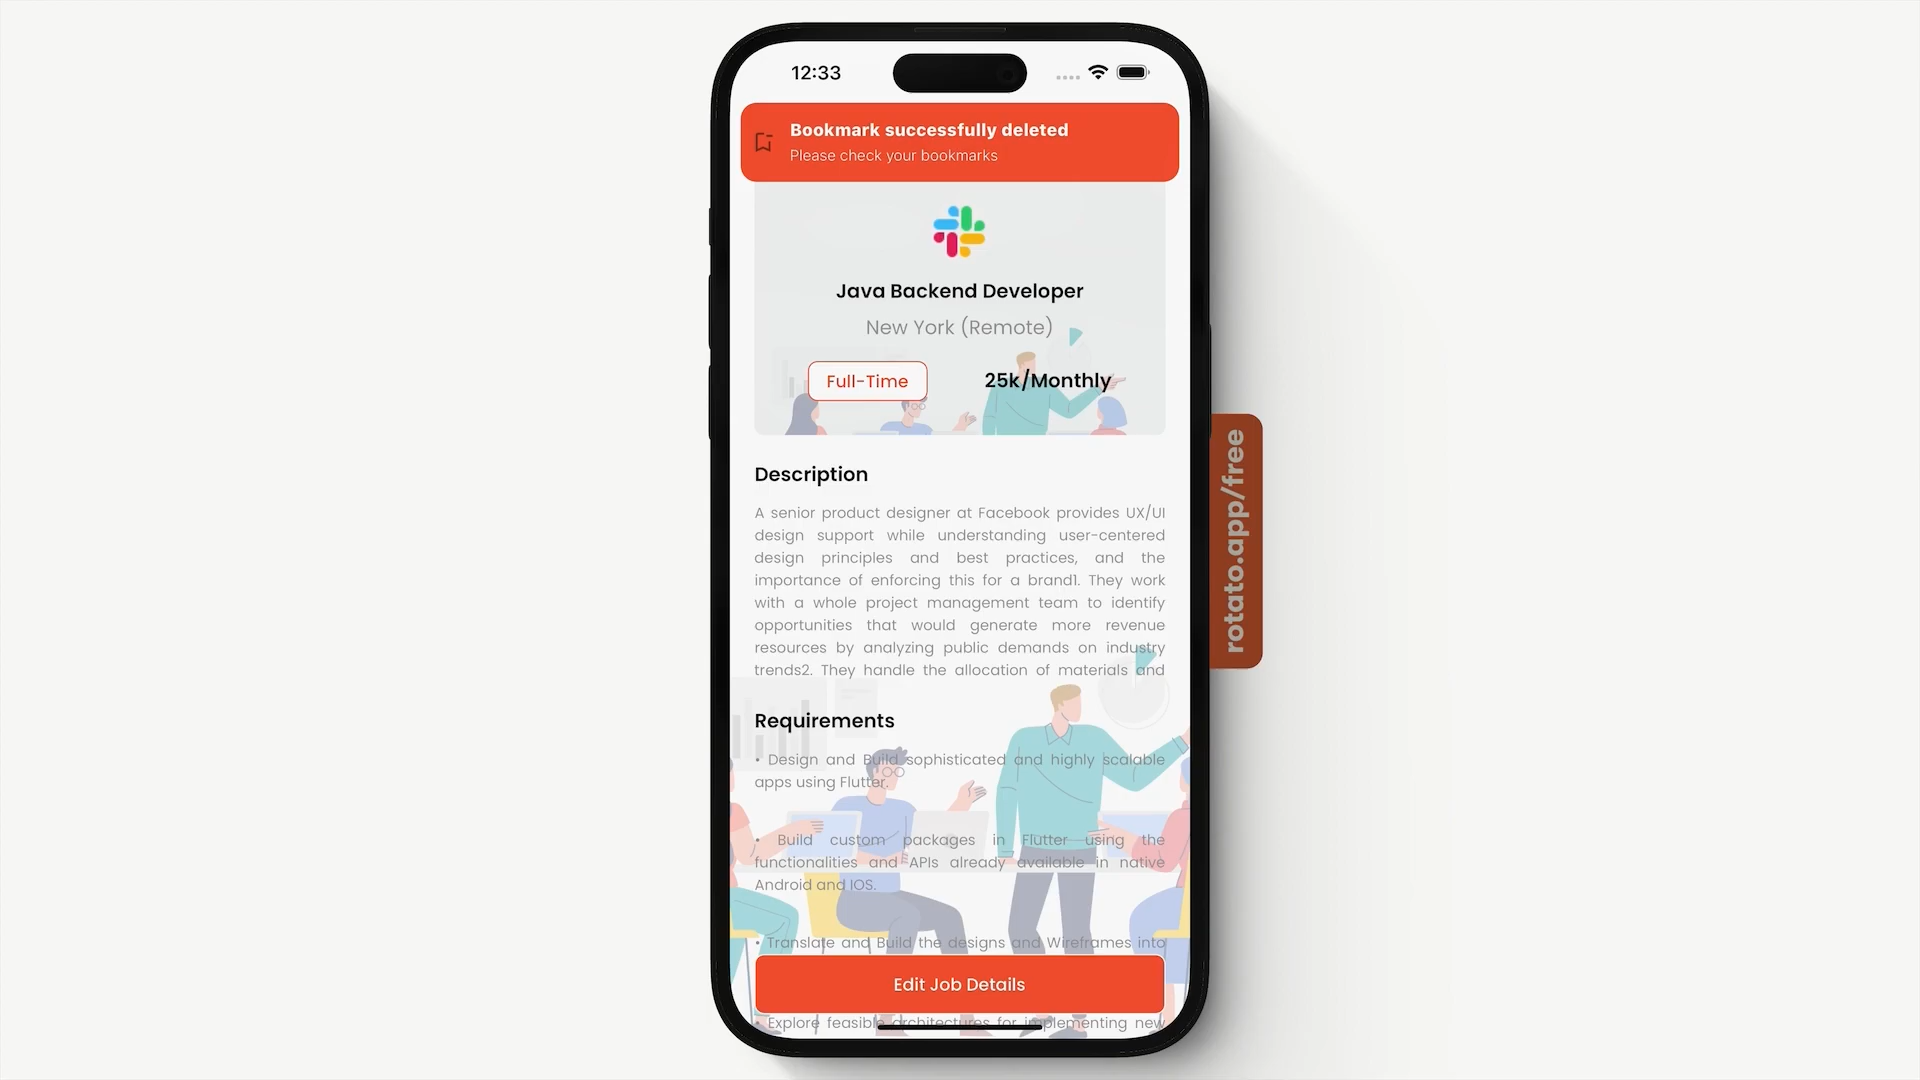 12:33
Bookmark successfully deleted
Please check your bookmarks
Java Backend Developer
New York (Remote)
Full-Time
25k/Monthly
Description
A senior product designer at Facebook provides UX/UI
design support while understanding user-centered
design principles and best practices, and the
importance of enforcing this for a brand1. They work
with a whole project management team to identify
opportunities that would generate more revenue
resources by analyzing public demands on industry
trends2. They handle the allocation of materials and
Requirements
• Design and Build sophisticated and highly scalable
apps using Flutter.
• Build custom packages in Flutter using the
functionalities and APIs already available in native
Android and IOS.
• Translate and Build the designs and Wireframes into
Edit Job Details
• Explore feasible architectures for implementing new
rotato.app/free